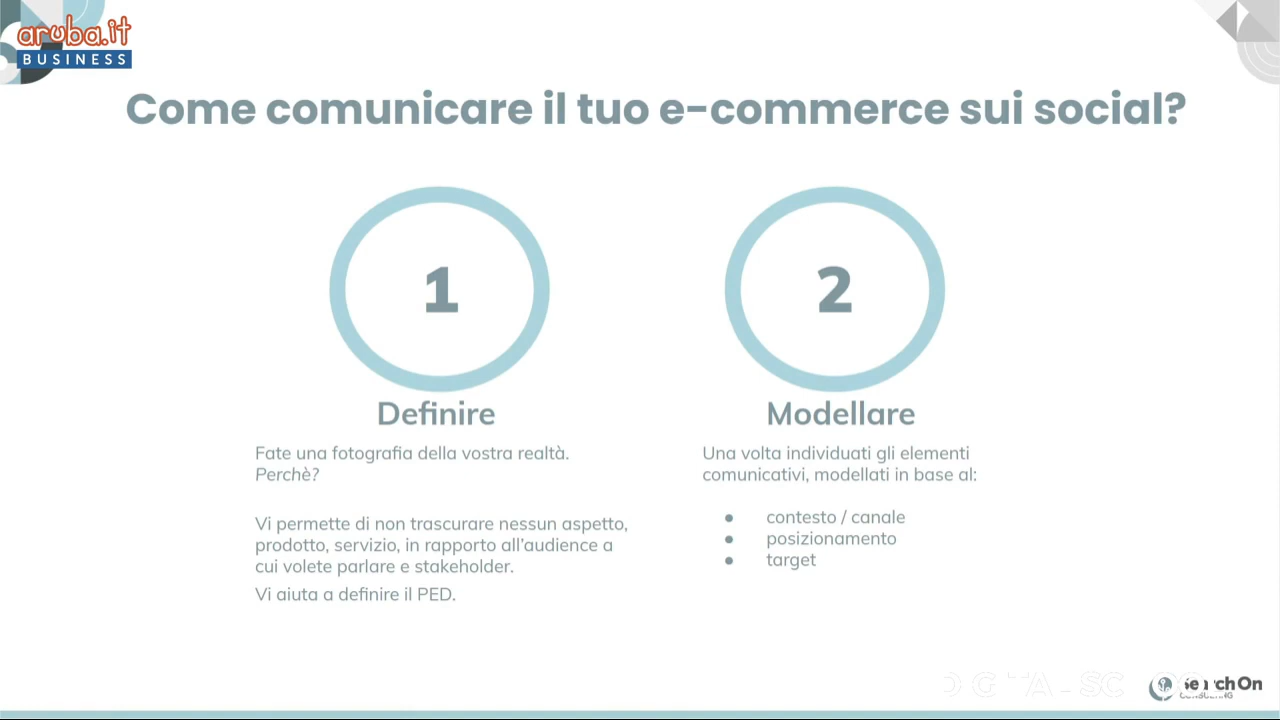 aruba.it
BUSINESS
Come comunicare il tuo e-commerce sui social?
1
Definire
Fate una fotografia della vostra realtà.
Perchè?
Vi permette di non trascurare nessun aspetto,
prodotto, servizio, in rapporto all'audience a
cui volete parlare e stakeholder.
Vi aiuta a definire il PED.
2
Modellare
Una volta individuati gli elementi
comunicativi, modellati in base al:
● contesto / canale
● posizionamento
● target
SearchOn